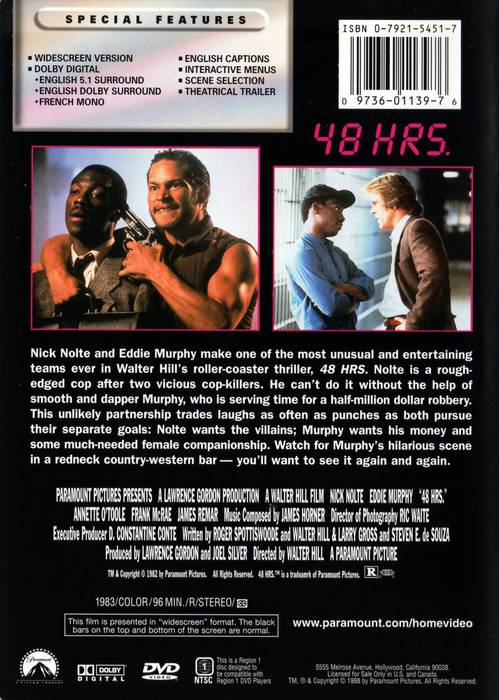 SPECIAL FEATURES
▪ WIDESCREEN VERSION
▪ DOLBY DIGITAL
•ENGLISH 5.1 SURROUND
•ENGLISH DOLBY SURROUND
•FRENCH MONO
▪ ENGLISH CAPTIONS
▪ INTERACTIVE MENUS
▪ SCENE SELECTION
▪ THEATRICAL TRAILER
ISBN 0-7921-5451-7
0 9736-01139-7 6
48 HRS.
Nick Nolte and Eddie Murphy make one of the most unusual and entertaining
teams ever in Walter Hill's roller-coaster thriller, 48 HRS. Nolte is a rough-
edged cop after two vicious cop-killers. He can't do it without the help of
smooth and dapper Murphy, who is serving time for a half-million dollar robbery.
This unlikely partnership trades laughs as often as punches as both pursue
their separate goals: Nolte wants the villains; Murphy wants his money and
some much-needed female companionship. Watch for Murphy's hilarious scene
in a redneck country-western bar — you'll want to see it again and again.
PARAMOUNT PICTURES PRESENTS A LAWRENCE GORDON PRODUCTION A WALTER HILL FILM NICK NOLTE EDDIE MURPHY "48 HRS."
ANNETTE O'TOOLE FRANK McRAE JAMES REMAR Music Composed by JAMES HORNER Director of Photography RIC WAITE
Executive Producer D. CONSTANTINE CONTE Written by ROGER SPOTTISWOODE and WALTER HILL & LARRY GROSS and STEVEN E. de SOUZA
Produced by LAWRENCE GORDON and JOEL SILVER Directed by WALTER HILL A PARAMOUNT PICTURE
TM & Copyright © 1982 by Paramount Pictures. All Rights Reserved. 48 HRS.™ is a trademark of Paramount Pictures. R
1983/COLOR/96 MIN./R/STEREO/
This film is presented in "widescreen" format. The black
bars on the top and bottom of the screen are normal.
www.paramount.com/homevideo
Paramount
DOLBY
DIGITAL
DVD
VIDEO
1
NTSC
This is a Region 1
disc designed to
be compatible with
Region 1 DVD Players
5555 Melrose Avenue, Hollywood, California 90038.
Licensed for Sale Only in U.S. and Canada.
TM, ® & Copyright © 1998 by Paramount Pictures.
All Rights Reserved.